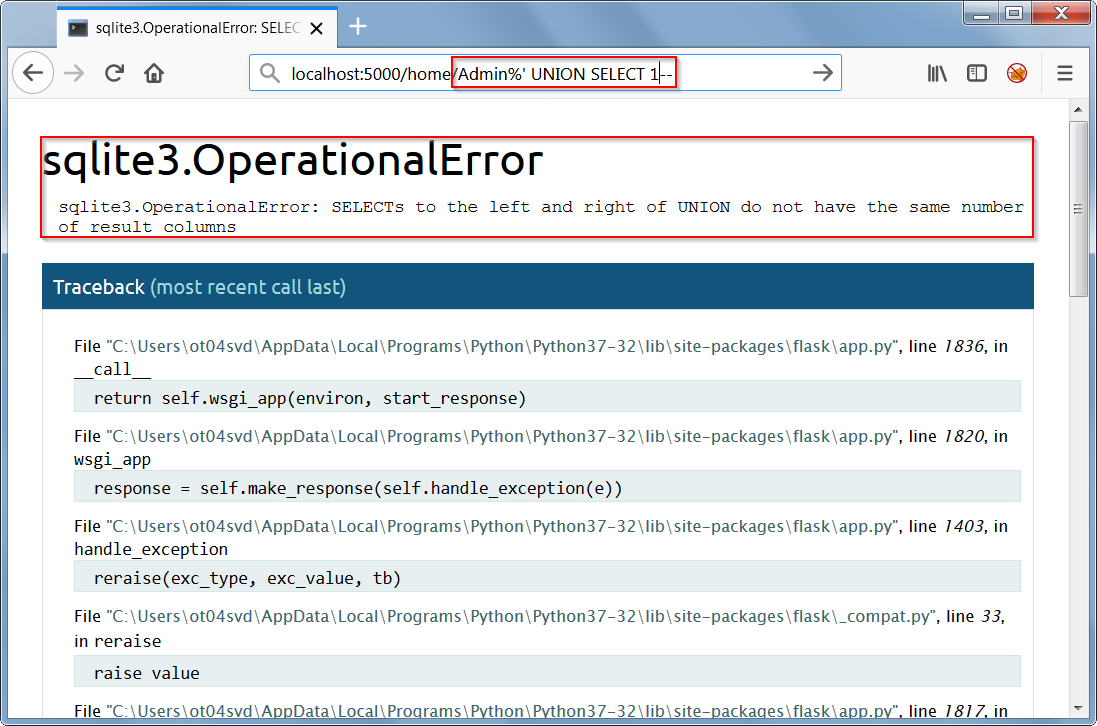 sqlite3.OperationalError: SELEC
localhost:5000/home/Admin%' UNION SELECT 1--
sqlite3.OperationalError
sqlite3.OperationalError: SELECTs to the left and right of UNION do not have the same number
of result columns
Traceback (most recent call last)
File "C:\Users\ot04svd\AppData\Local\Programs\Python\Python37-32\lib\site-packages\flask\app.py", line 1836, in
__call__
return self.wsgi_app(environ, start_response)
File "C:\Users\ot04svd\AppData\Local\Programs\Python\Python37-32\lib\site-packages\flask\app.py", line 1820, in
wsgi_app
response = self.make_response(self.handle_exception(e))
File "C:\Users\ot04svd\AppData\Local\Programs\Python\Python37-32\lib\site-packages\flask\app.py", line 1403, in
handle_exception
reraise(exc_type, exc_value, tb)
File "C:\Users\ot04svd\AppData\Local\Programs\Python\Python37-32\lib\site-packages\flask\_compat.py", line 33,
in reraise
raise value
File "C:\Users\ot04svd\AppData\Local\Programs\Python\Python37-32\lib\site-packages\flask\app.py", line 1817, in